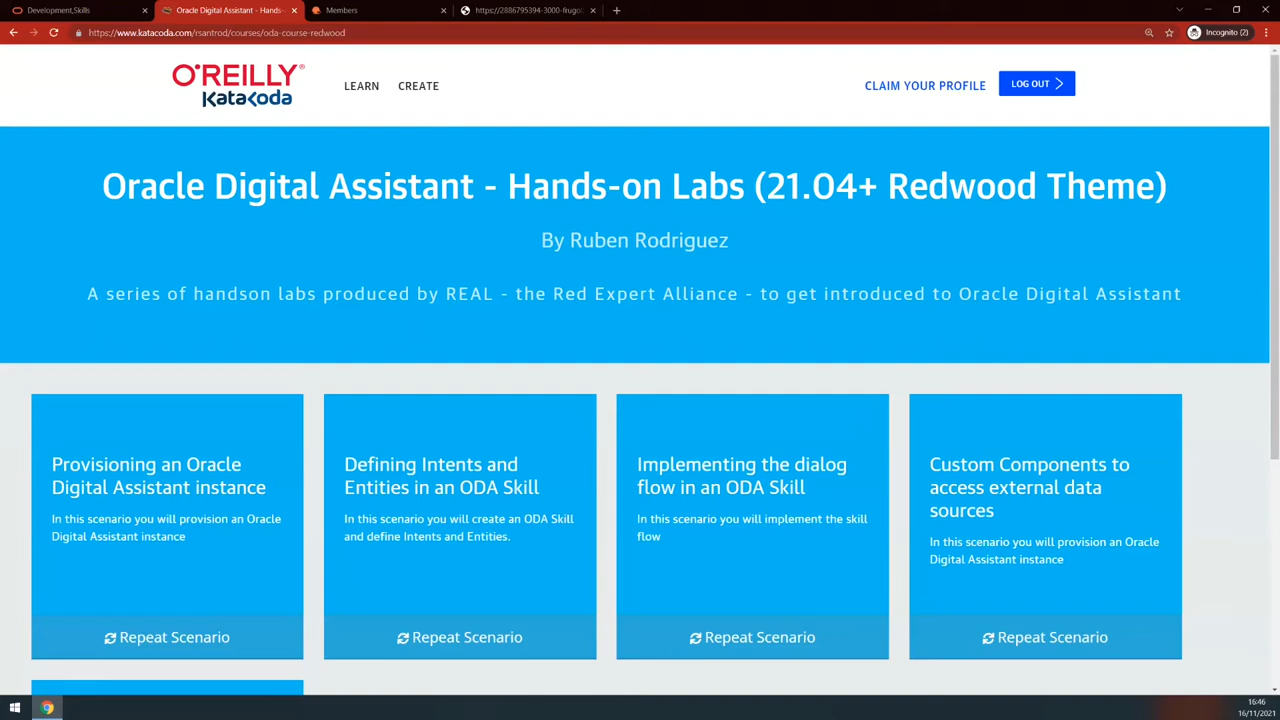 Development,Skills
Oracle Digital Assistant - Hands-
Members
https://2886795394-3000-frugo
https://www.katacoda.com/rsantrod/courses/oda-course-redwood
Incognito (2)
O'REILLY®
Katacoda
LEARN
CREATE
CLAIM YOUR PROFILE
LOG OUT
Oracle Digital Assistant - Hands-on Labs (21.04+ Redwood Theme)
By Ruben Rodriguez
A series of handson labs produced by REAL - the Red Expert Alliance - to get introduced to Oracle Digital Assistant
Provisioning an Oracle
Digital Assistant instance
In this scenario you will provision an Oracle
Digital Assistant instance
Repeat Scenario
Defining Intents and
Entities in an ODA Skill
In this scenario you will create an ODA Skill
and define Intents and Entities.
Repeat Scenario
Implementing the dialog
flow in an ODA Skill
In this scenario you will implement the skill
flow
Repeat Scenario
Custom Components to
access external data
sources
In this scenario you will provision an Oracle
Digital Assistant instance
Repeat Scenario
16:46
16/11/2021